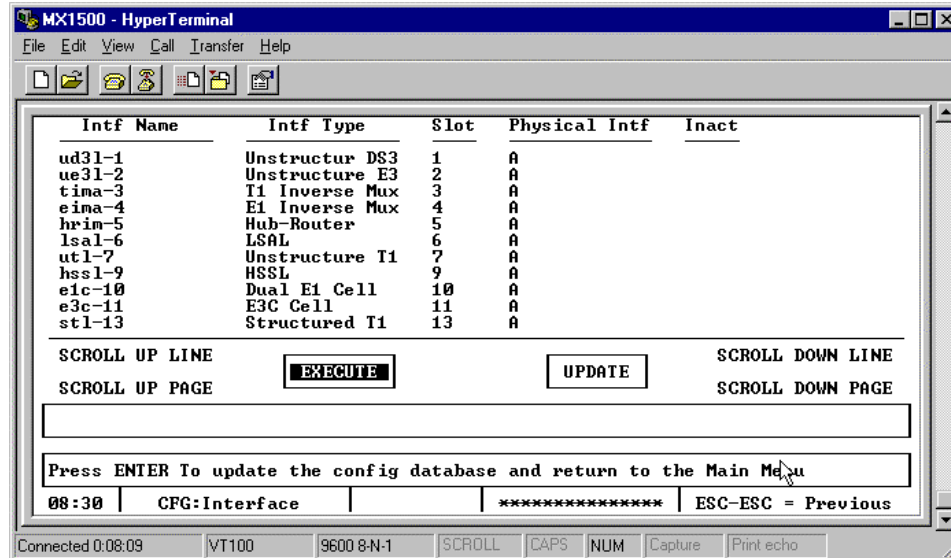 MX1500 - HyperTerminal
File Edit View Call Transfer Help
Intf Name Intf Type Slot Physical Intf Inact
ud3l-1 Unstructur DS3 1 A
ue3l-2 Unstructure E3 2 A
tima-3 T1 Inverse Mux 3 A
eima-4 E1 Inverse Mux 4 A
hrim-5 Hub-Router 5 A
lsal-6 LSAL 6 A
utl-7 Unstructure T1 7 A
hssl-9 HSSL 9 A
e1c-10 Dual E1 Cell 10 A
e3c-11 E3C Cell 11 A
stl-13 Structured T1 13 A
SCROLL UP LINE EXECUTE UPDATE SCROLL DOWN LINE
SCROLL UP PAGE SCROLL DOWN PAGE
Press ENTER To update the config database and return to the Main Menu
08:30 CFG:Interface *************** ESC-ESC = Previous
Connected 0:08:09 VT100 9600 8-N-1 SCROLL CAPS NUM Capture Print echo